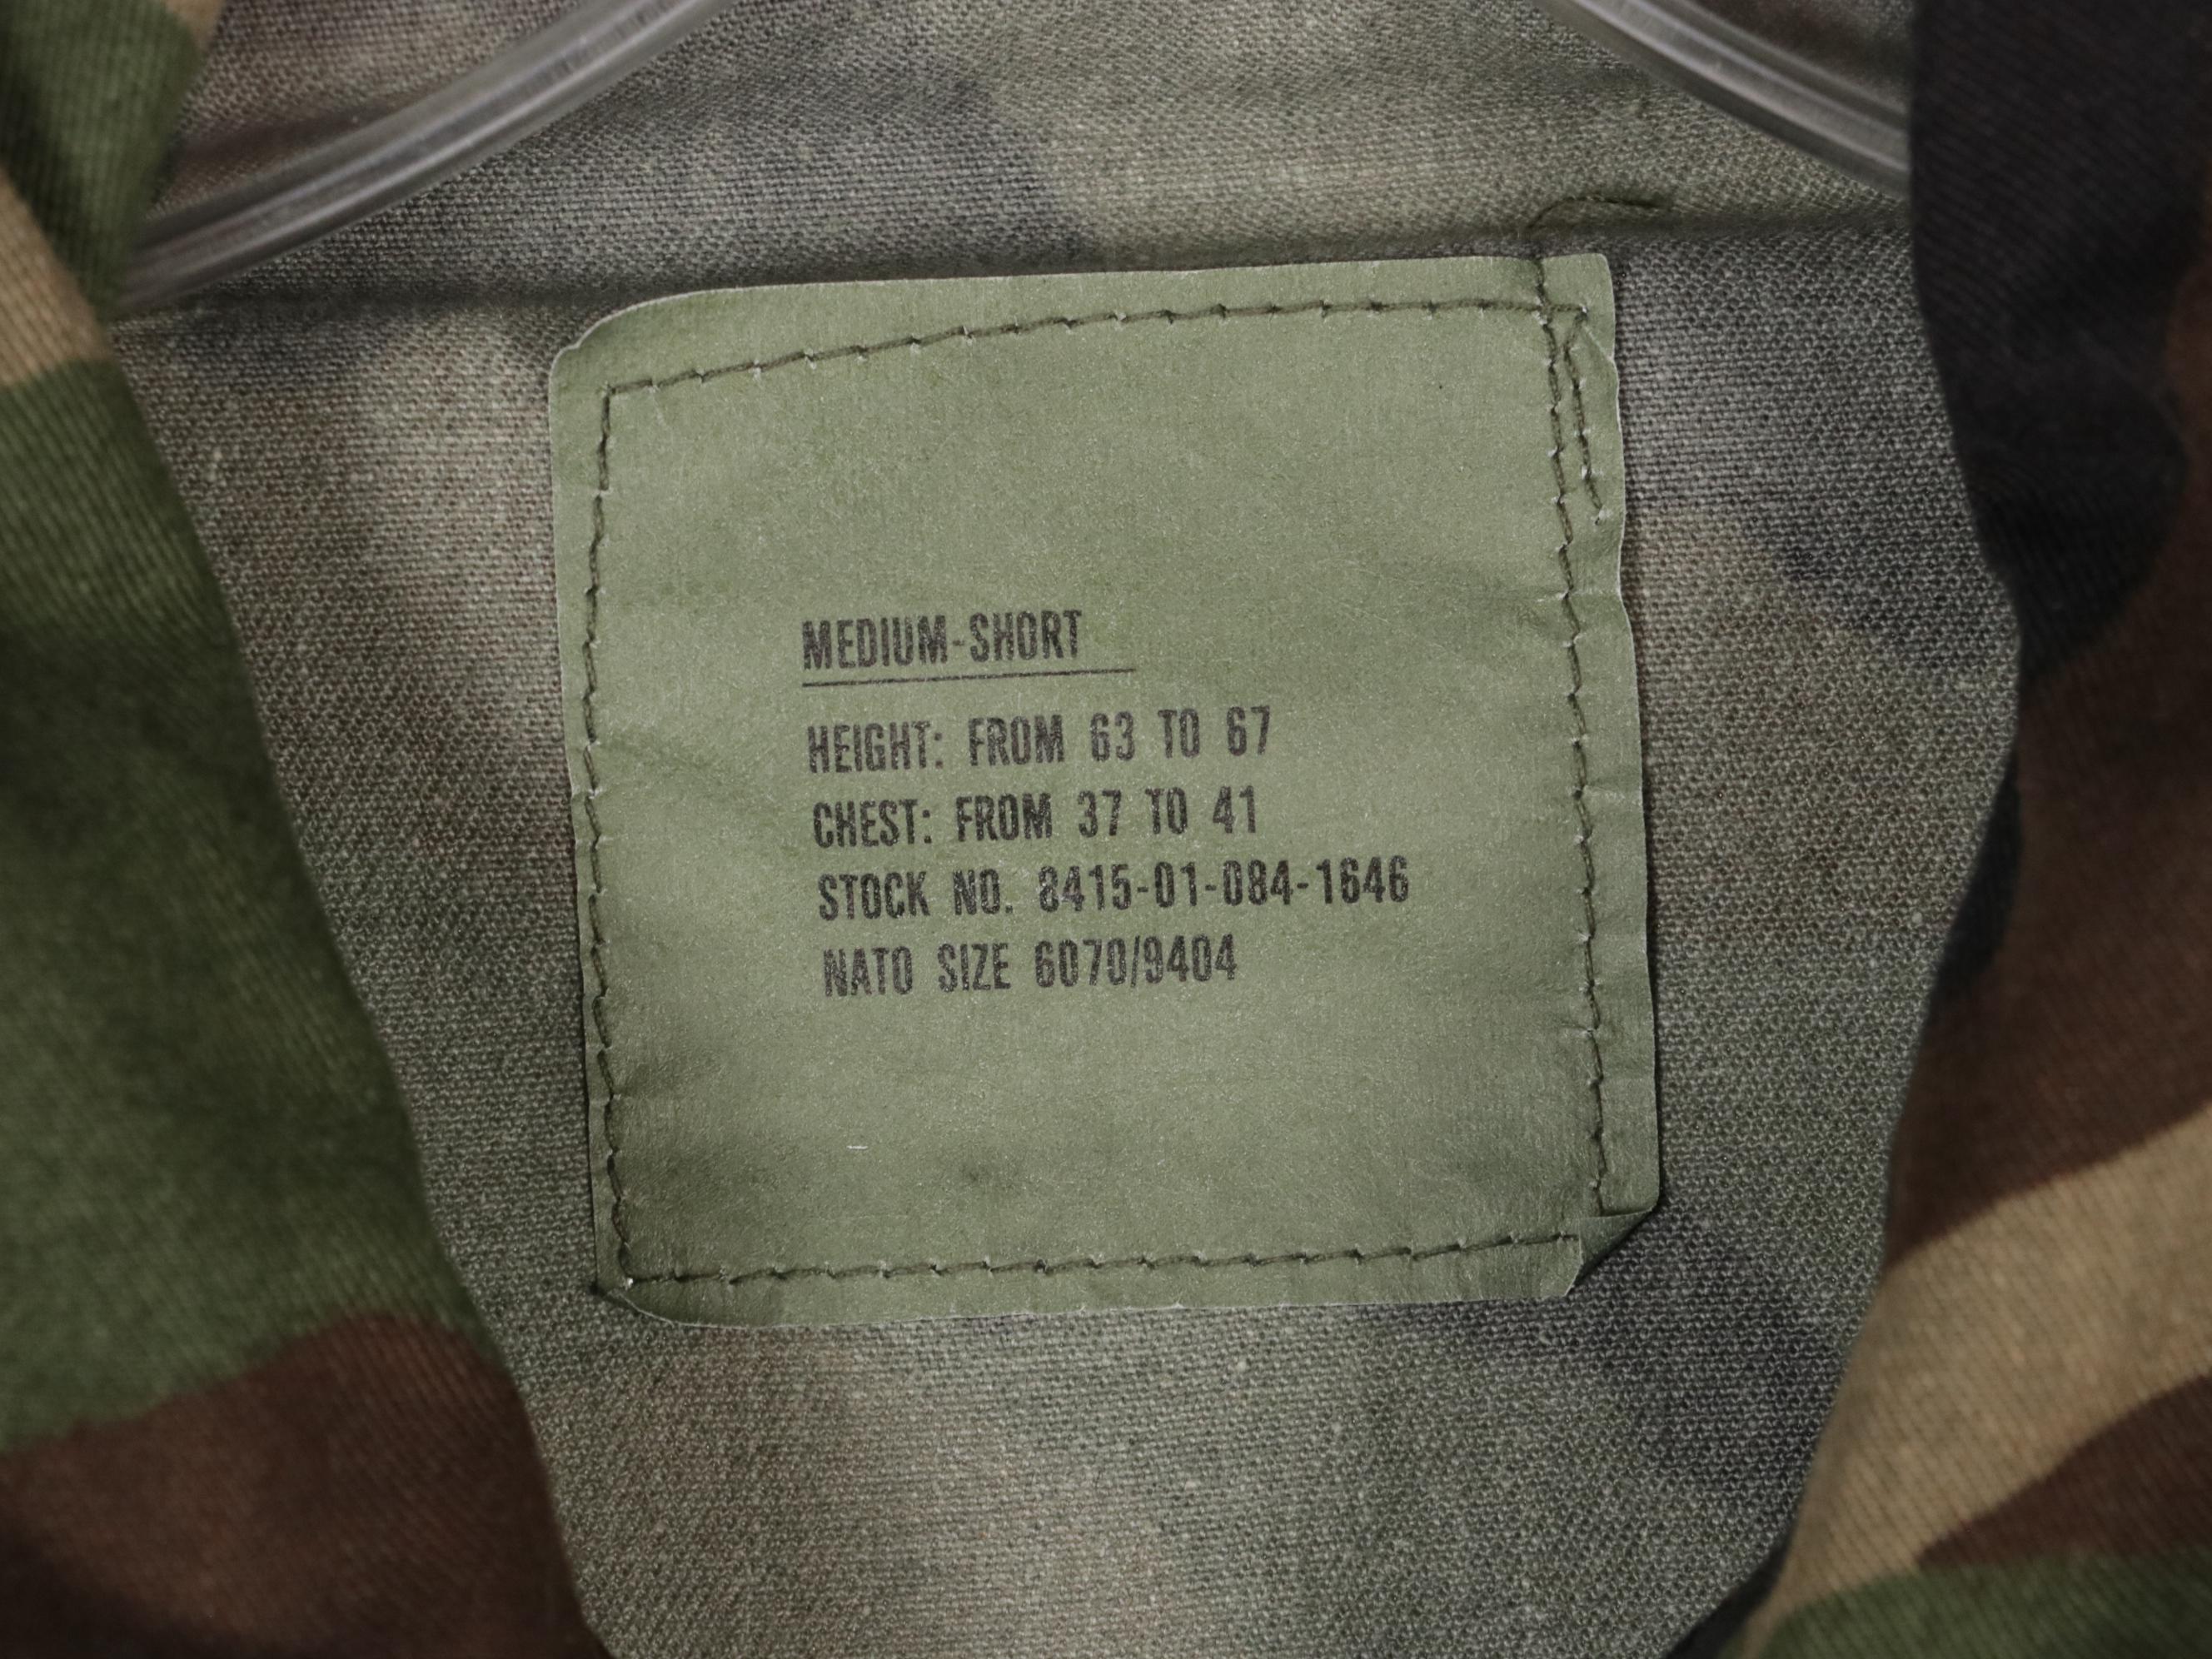 MEDIUM-SHORT
HEIGHT: FROM 63 TO 67
CHEST: FROM 37 TO 41
STOCK NO. 8415-01-084-1646
NATO SIZE 6070/9404